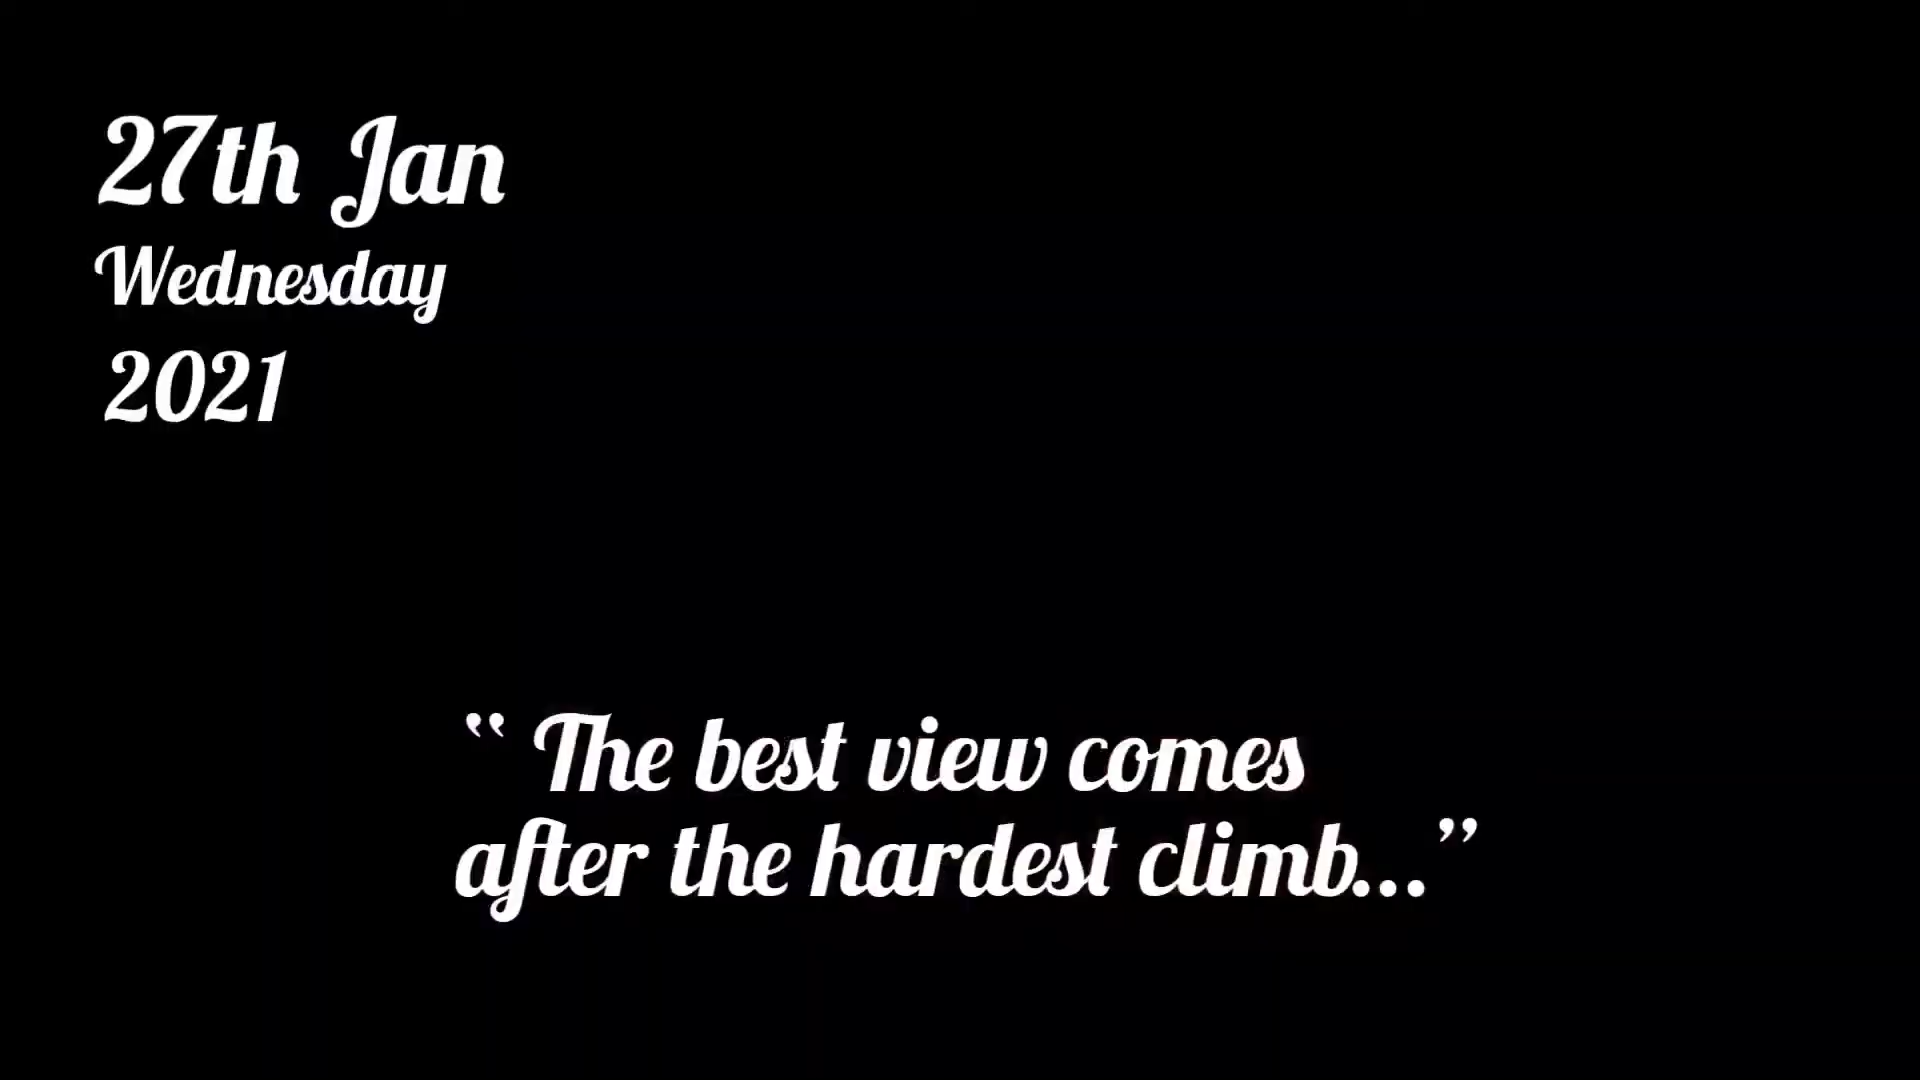 27th Jan
Wednesday
2021
“ The best view comes
after the hardest climb...”